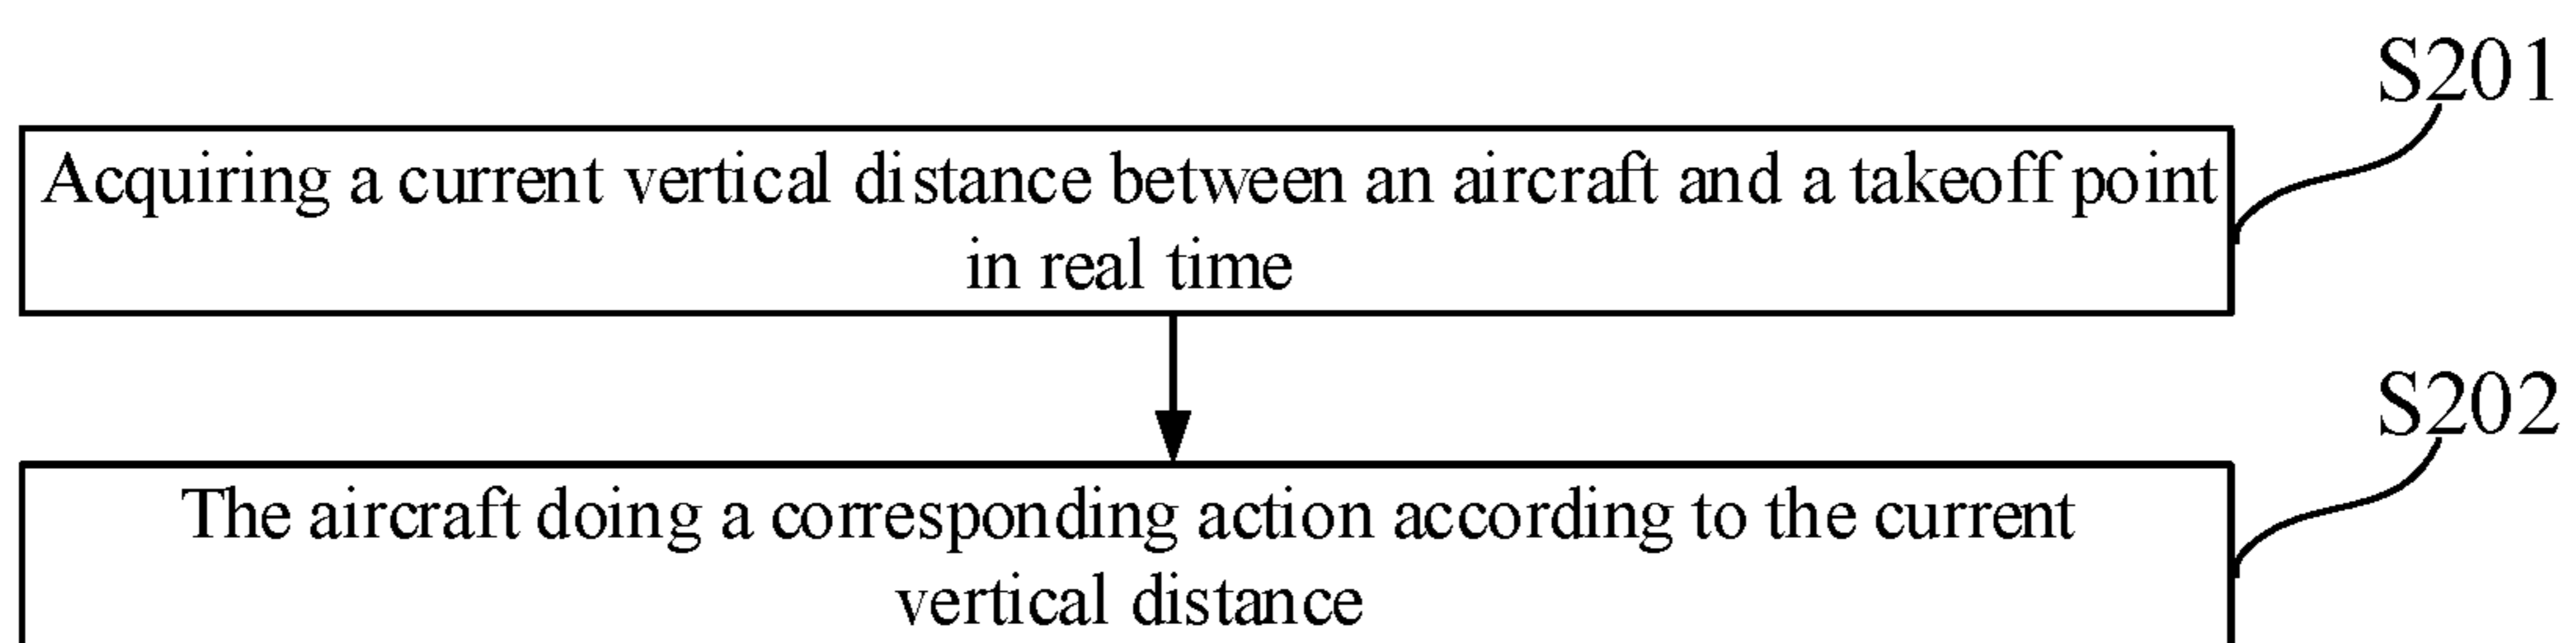 S201
Acquiring a current vertical distance between an aircraft and a takeoff point
in real time
S202
The aircraft doing a corresponding action according to the current
vertical distance